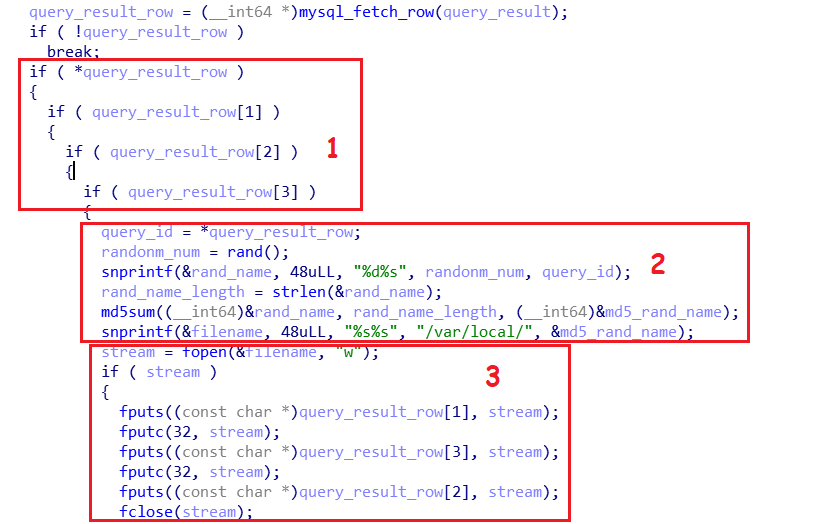 query_result_row = (__int64 *)mysql_fetch_row(query_result);
if ( !query_result_row )
break;
if ( *query_result_row )
{
if ( query_result_row[1] )
{
if ( query_result_row[2] )
1
{
if ( query_result_row[3] )
{
query_id = *query_result_row;
randonm_num = rand();
snprintf(&rand_name, 48uLL, "%d%s", randonm_num, query_id);
2
rand_name_length = strlen(&rand_name);
md5sum((__int64)&rand_name, rand_name_length, (__int64)&md5_rand_name);
snprintf(&filename, 48uLL, "%s%s", "/var/local/", &md5_rand_name);
stream = fopen(&filename, "w");
if ( stream )
3
{
fputs((const char *)query_result_row[1], stream);
fputc(32, stream);
fputs((const char *)query_result_row[3], stream);
fputc(32, stream);
fputs((const char *)query_result_row[2], stream);
fclose(stream);